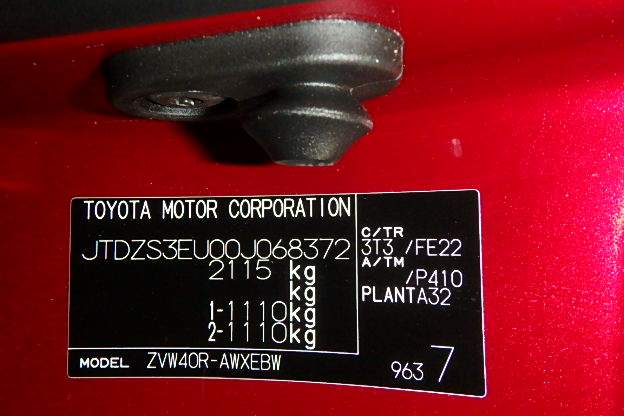 TOYOTA MOTOR CORPORATION
JTDZS3EU00J068372
2115 kg
kg
1-1110kg
2-1110kg
C/TR
3T3 /FE22
A/TM
/P410
PLANTA32
MODEL ZVW40R-AWXEBW
963 7